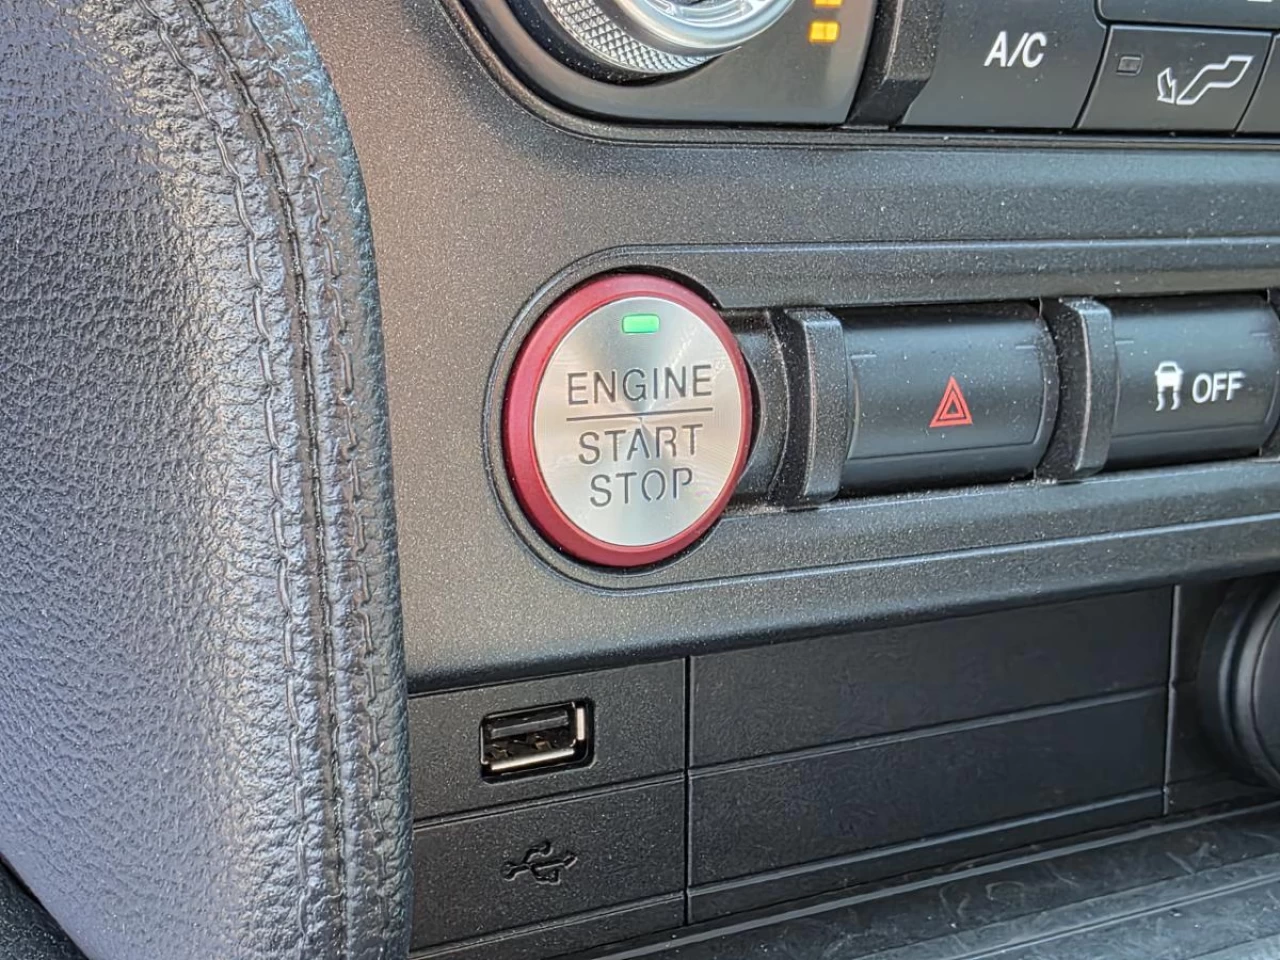 A/C
ENGINE
START
STOP
OFF